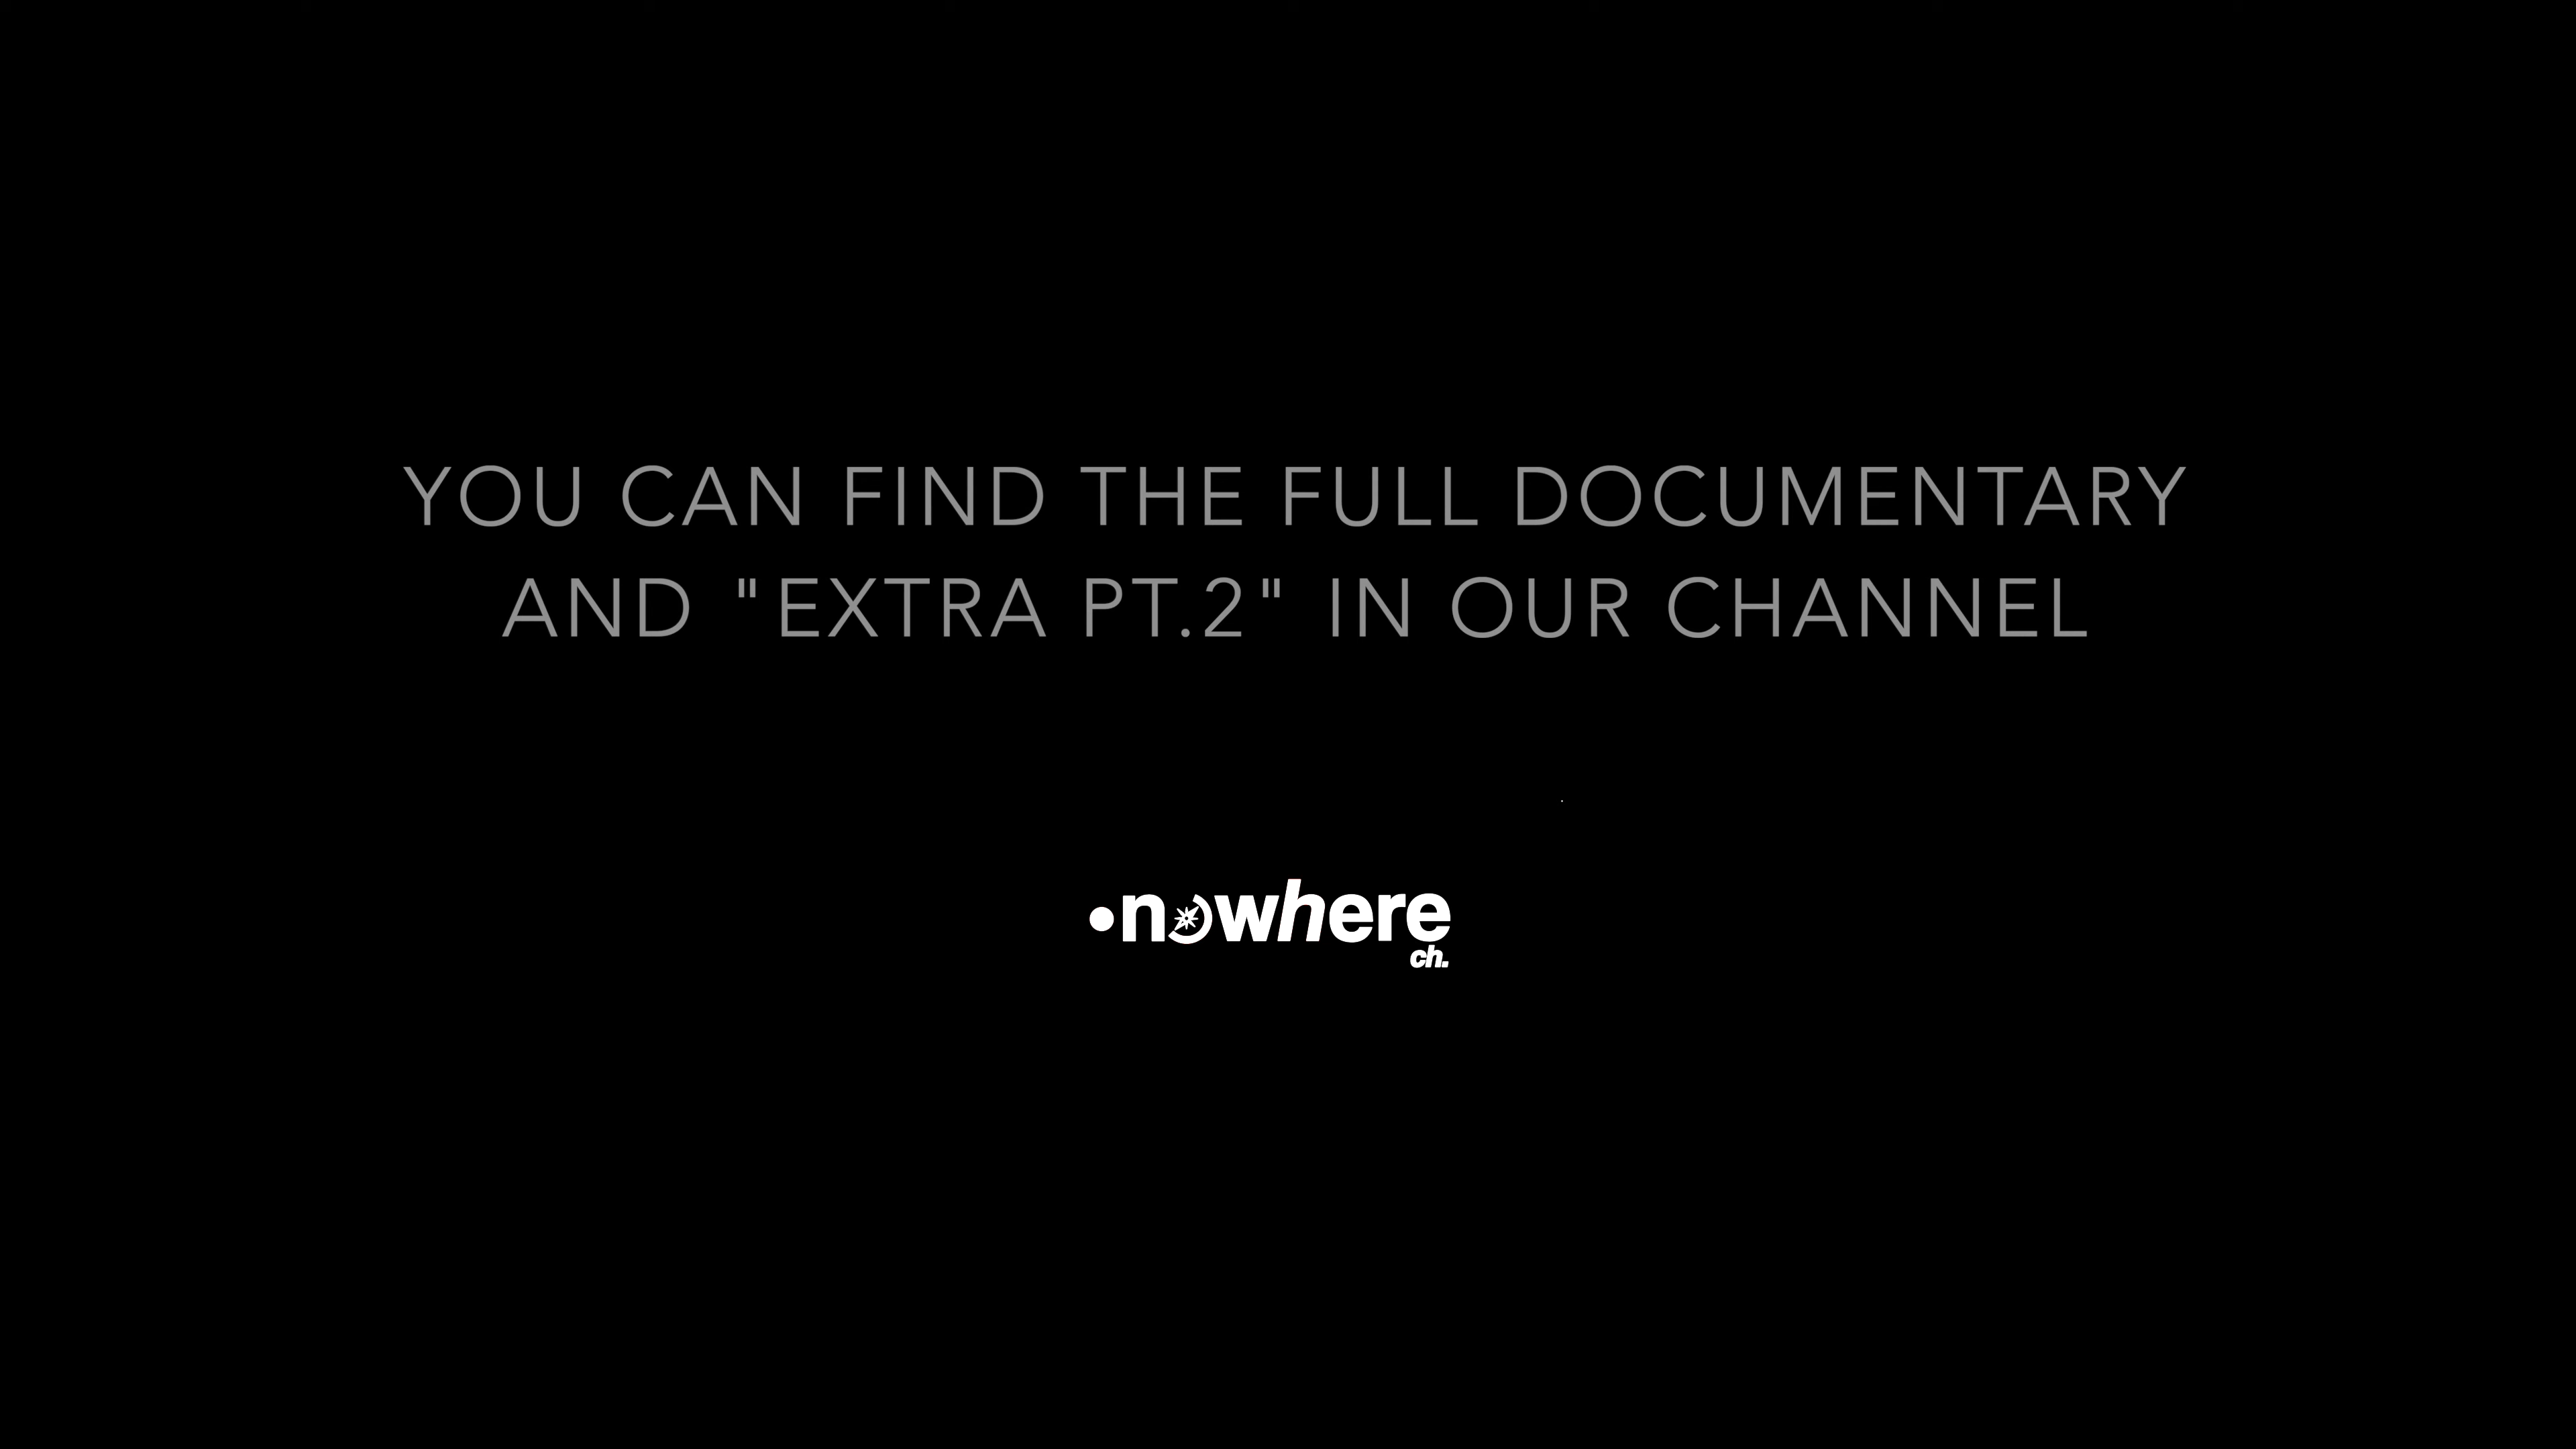 YOU CAN FIND THE FULL DOCUMENTARY
AND "EXTRA PT.2" IN OUR CHANNEL
nowhere
ch.